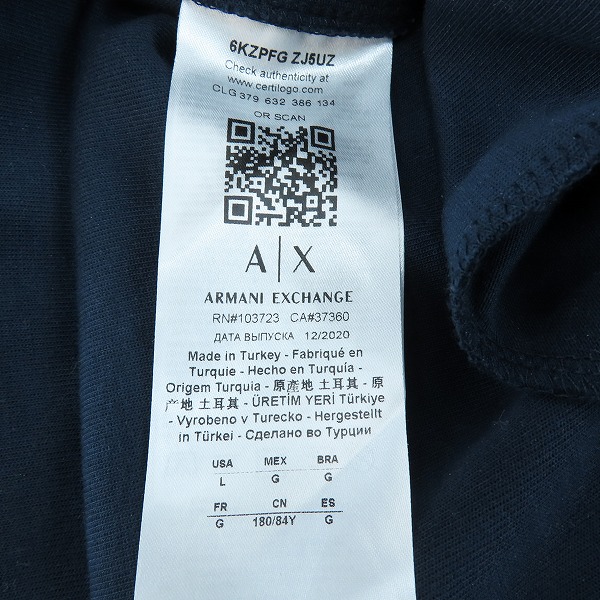 6KZPFG ZJ5UZ
Check authenticity at
www.certilogo.com
CLG 379 632 386 134
OR SCAN
A|X
ARMANI EXCHANGE
RN#103723 CA#37360
ДАТА ВЫПУСКА 12/2020
Made in Turkey - Fabriqué en
Turquie - Hecho en Turquía -
Origem Turquia - 原產地 土耳其 - 原
产地 土耳其 - ÜRETİM YERİ Türkiye
- Vyrobeno v Turecko - Hergestellt
in Türkei - Сделано во Турции
USA MEX BRA
L G G
FR CN ES
G 180/84Y G